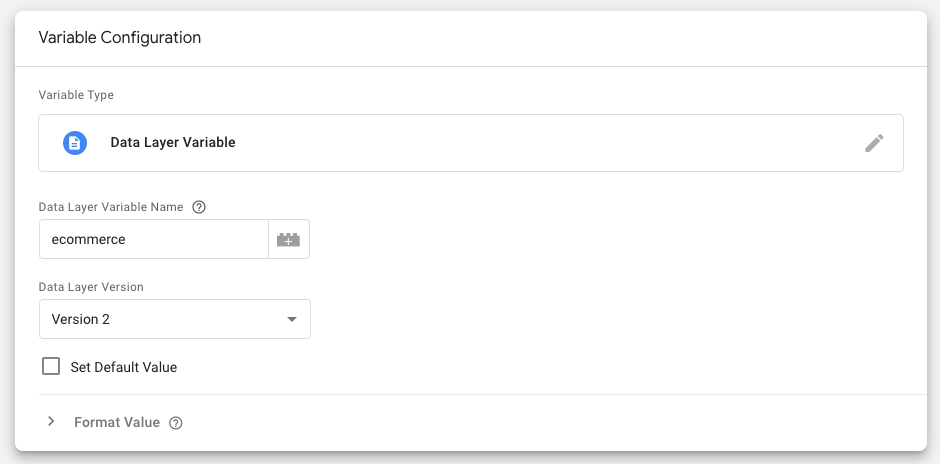 Variable Configuration
Variable Type
Data Layer Variable
Data Layer Variable Name
ecommerce
Data Layer Version
Version 2
Set Default Value
Format Value